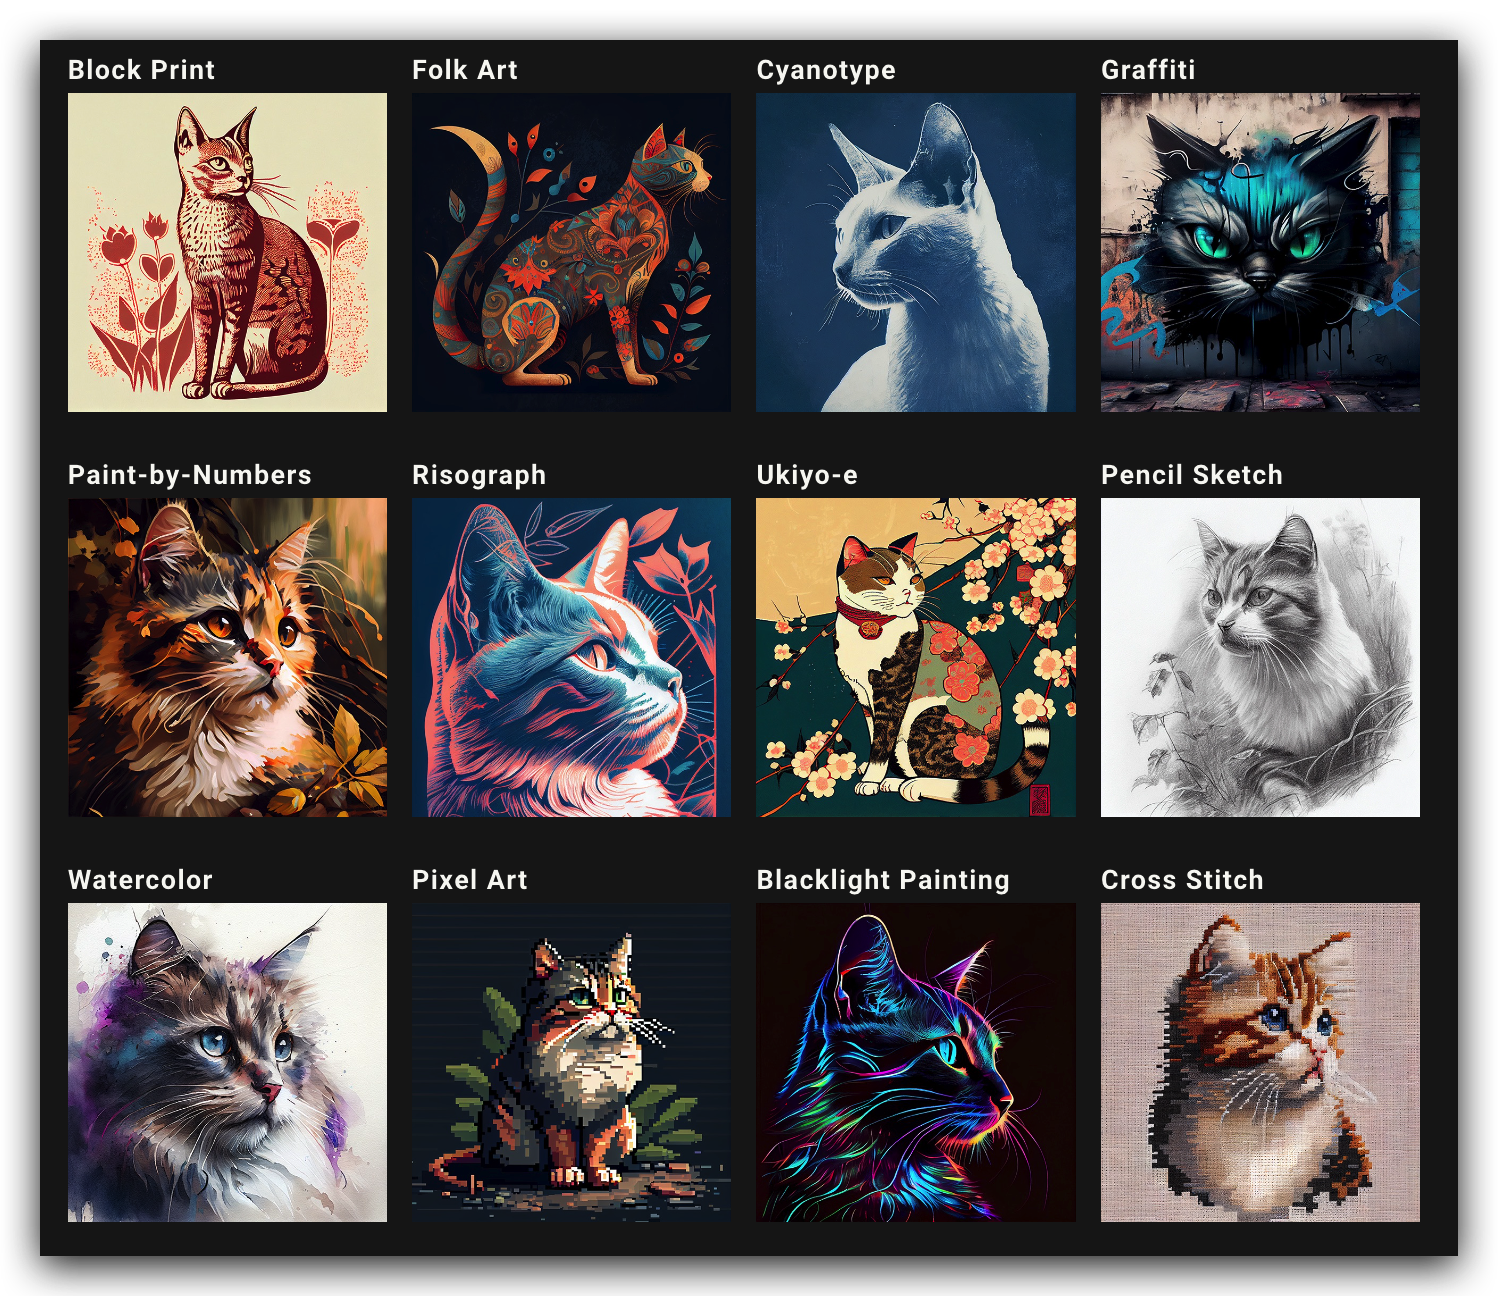 Block Print
Folk Art
Cyanotype
Graffiti
Paint-by-Numbers
Risograph
Ukiyo-e
Pencil Sketch
Watercolor
Pixel Art
Blacklight Painting
Cross Stitch